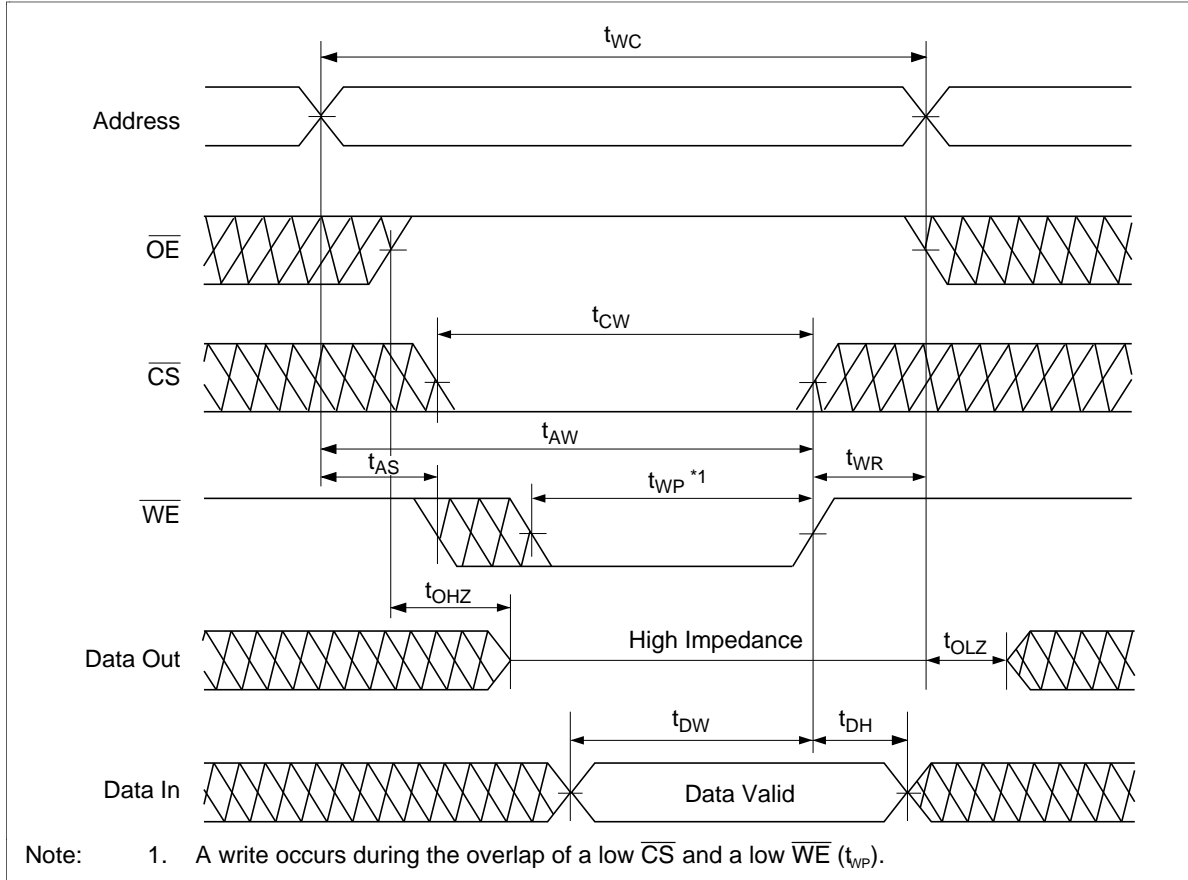 tWC
Address
OE
tCW
CS
tAW
tAS
tWR
tWP *1
WE
tOHZ
High Impedance
Data Out
tOLZ
tDW
tDH
Data In
Data Valid
Note: 1. A write occurs during the overlap of a low CS and a low WE (tWP).